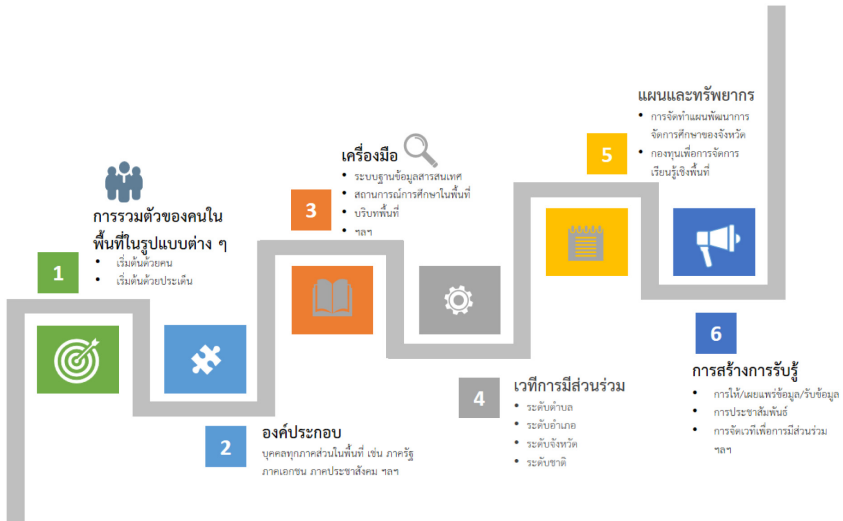 1
การรวมตัวของคนใน
พื้นที่ในรูปแบบต่าง ๆ
• เริ่มต้นด้วยคน
• เริ่มต้นด้วยประเด็น
2
องค์ประกอบ
บุคคลทุกภาคส่วนในพื้นที่ เช่น ภาครัฐ
ภาคเอกชน ภาคประชาสังคม ฯลฯ
3
เครื่องมือ
• ระบบฐานข้อมูลสารสนเทศ
• สถานการณ์การศึกษาในพื้นที่
• บริบทพื้นที่
• ฯลฯ
4
เวทีการมีส่วนร่วม
• ระดับตำบล
• ระดับอำเภอ
• ระดับจังหวัด
• ระดับชาติ
5
แผนและทรัพยากร
• การจัดทำแผนพัฒนาการ
จัดการศึกษาของจังหวัด
• กองทุนเพื่อการจัดการ
เรียนรู้เชิงพื้นที่
6
การสร้างการรับรู้
• การให้/เผยแพร่ข้อมูล/รับข้อมูล
• การประชาสัมพันธ์
• การจัดเวทีเพื่อการมีส่วนร่วม
ฯลฯ